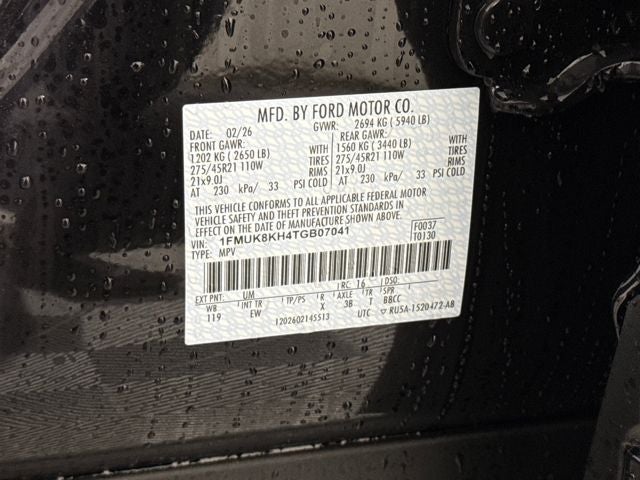 MFD. BY FORD MOTOR CO.
DATE: 02/26 GVWR: 2694 KG ( 5940 LB)
FRONT GAWR: REAR GAWR:
1202 KG ( 2650 LB) WITH 1560 KG ( 3440 LB) WITH
275/45R21 110W TIRES 275/45R21 110W TIRES
21x9.0J RIMS 21x9.0J RIMS
AT 230 kPa/ 33 PSI COLD AT 230 kPa/ 33 PSI COLD
THIS VEHICLE CONFORMS TO ALL APPLICABLE FEDERAL MOTOR
VEHICLE SAFETY AND THEFT PREVENTION STANDARDS IN
EFFECT ON THE DATE OF MANUFACTURE SHOWN ABOVE.
VIN: 1FMUK8KH4TGB07041 F0037
TYPE: MPV T0130
RC: 16 DSO:
EXT PNT: UM
WB INT TR TP/PS R AXLE TR SPR
119 EW X 3B T BBCC
1202602145513 UTC ▽ RU5A-1520472-AB